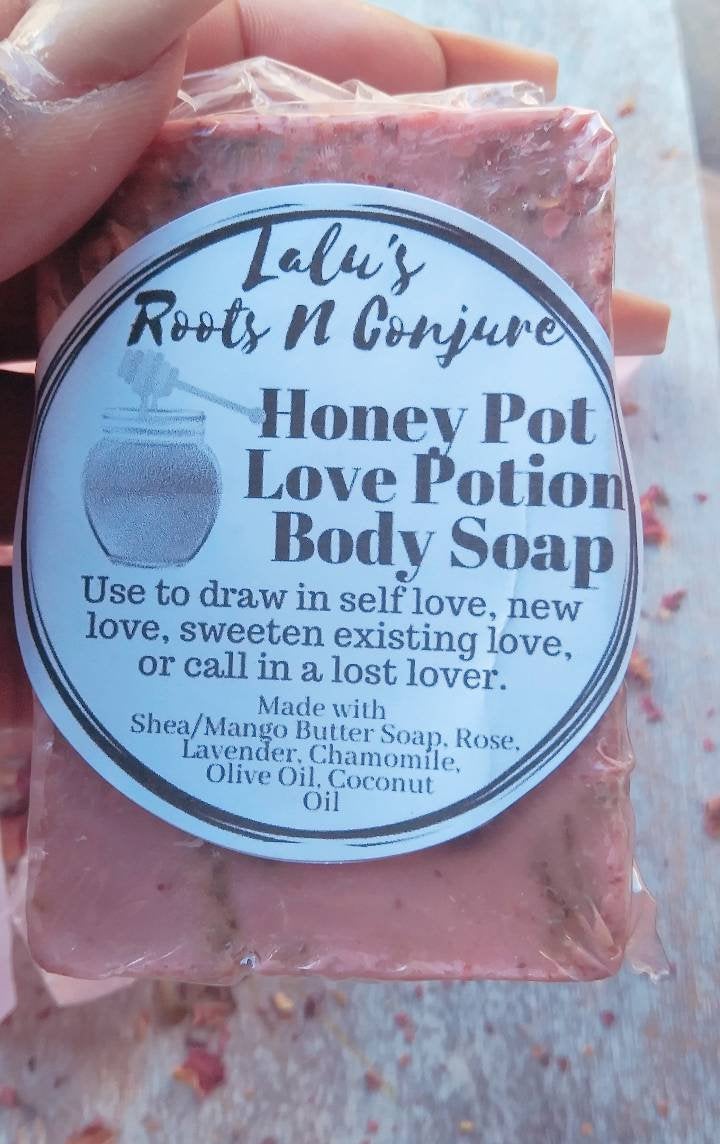 Lalu's
Roots N Conjure
Honey Pot
Love Potion
Body Soap
Use to draw in self love, new
love, sweeten existing love,
or call in a lost lover.
Made with
Shea/Mango Butter Soap, Rose,
Lavender, Chamomile,
Olive Oil, Coconut
Oil